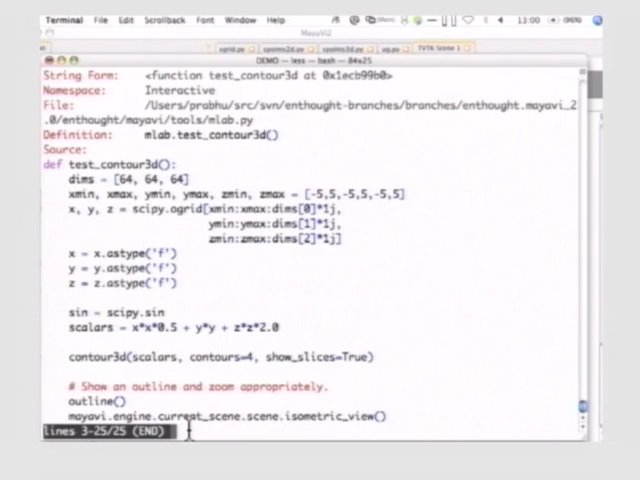 Terminal File Edit Scrollback Font Window Help 13:00
MayaVi2
TVTK Scene 1
DEMO — less — bash — 84x25
String Form: <function test_contour3d at 0x1ecb99b0>
Namespace: Interactive
File: /Users/prabhu/src/svn/enthought-branches/branches/enthought.mayavi_2
.0/enthought/mayavi/tools/mlab.py
Definition: mlab.test_contour3d()
Source:
def test_contour3d():
dims = [64, 64, 64]
xmin, xmax, ymin, ymax, zmin, zmax = [-5,5,-5,5,-5,5]
x, y, z = scipy.ogrid[xmin:xmax:dims[0]*1j,
ymin:ymax:dims[1]*1j,
zmin:zmax:dims[2]*1j]
x = x.astype('f')
y = y.astype('f')
z = z.astype('f')
sin = scipy.sin
scalars = x*x*0.5 + y*y + z*z*2.0
contour3d(scalars, contours=4, show_slices=True)
# Show an outline and zoom appropriately.
outline()
mayavi.engine.current_scene.scene.isometric_view()
lines 3-25/25 (END)